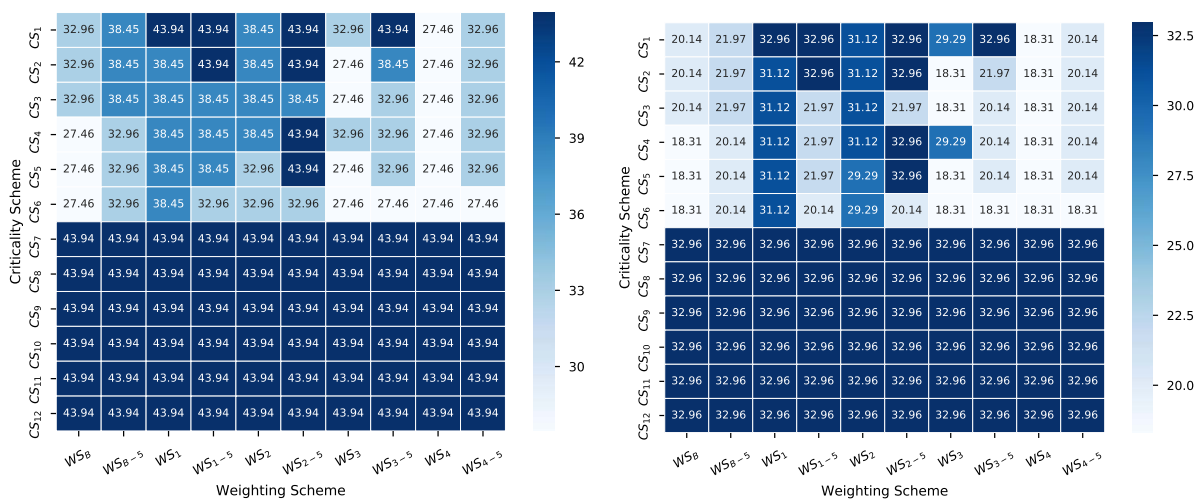 CS1 32.96 38.45 43.94 43.94 38.45 43.94 32.96 43.94 27.46 32.96
CS2 32.96 38.45 38.45 43.94 38.45 43.94 27.46 38.45 27.46 32.96
CS3 32.96 38.45 38.45 38.45 38.45 38.45 27.46 32.96 27.46 32.96
CS4 27.46 32.96 38.45 38.45 38.45 43.94 32.96 32.96 27.46 32.96
CS5 27.46 32.96 38.45 38.45 32.96 43.94 27.46 32.96 27.46 32.96
CS6 27.46 32.96 38.45 32.96 32.96 32.96 27.46 27.46 27.46 27.46
CS7 43.94 43.94 43.94 43.94 43.94 43.94 43.94 43.94 43.94 43.94
CS8 43.94 43.94 43.94 43.94 43.94 43.94 43.94 43.94 43.94 43.94
CS9 43.94 43.94 43.94 43.94 43.94 43.94 43.94 43.94 43.94 43.94
CS10 43.94 43.94 43.94 43.94 43.94 43.94 43.94 43.94 43.94 43.94
CS11 43.94 43.94 43.94 43.94 43.94 43.94 43.94 43.94 43.94 43.94
CS12 43.94 43.94 43.94 43.94 43.94 43.94 43.94 43.94 43.94 43.94
WSB WSB−5 WS1 WS1−5 WS2 WS2−5 WS3 WS3−5 WS4 WS4−5
Weighting Scheme
Criticality Scheme
42
39
36
33
30
CS1 20.14 21.97 32.96 32.96 31.12 32.96 29.29 32.96 18.31 20.14
CS2 20.14 21.97 31.12 32.96 31.12 32.96 18.31 21.97 18.31 20.14
CS3 20.14 21.97 31.12 21.97 31.12 21.97 18.31 20.14 18.31 20.14
CS4 18.31 20.14 31.12 21.97 31.12 32.96 29.29 20.14 18.31 20.14
CS5 18.31 20.14 31.12 21.97 29.29 32.96 18.31 20.14 18.31 20.14
CS6 18.31 20.14 31.12 20.14 29.29 20.14 18.31 18.31 18.31 18.31
CS7 32.96 32.96 32.96 32.96 32.96 32.96 32.96 32.96 32.96 32.96
CS8 32.96 32.96 32.96 32.96 32.96 32.96 32.96 32.96 32.96 32.96
CS9 32.96 32.96 32.96 32.96 32.96 32.96 32.96 32.96 32.96 32.96
CS10 32.96 32.96 32.96 32.96 32.96 32.96 32.96 32.96 32.96 32.96
CS11 32.96 32.96 32.96 32.96 32.96 32.96 32.96 32.96 32.96 32.96
CS12 32.96 32.96 32.96 32.96 32.96 32.96 32.96 32.96 32.96 32.96
WSB WSB−5 WS1 WS1−5 WS2 WS2−5 WS3 WS3−5 WS4 WS4−5
Weighting Scheme
Criticality Scheme
32.5
30.0
27.5
25.0
22.5
20.0